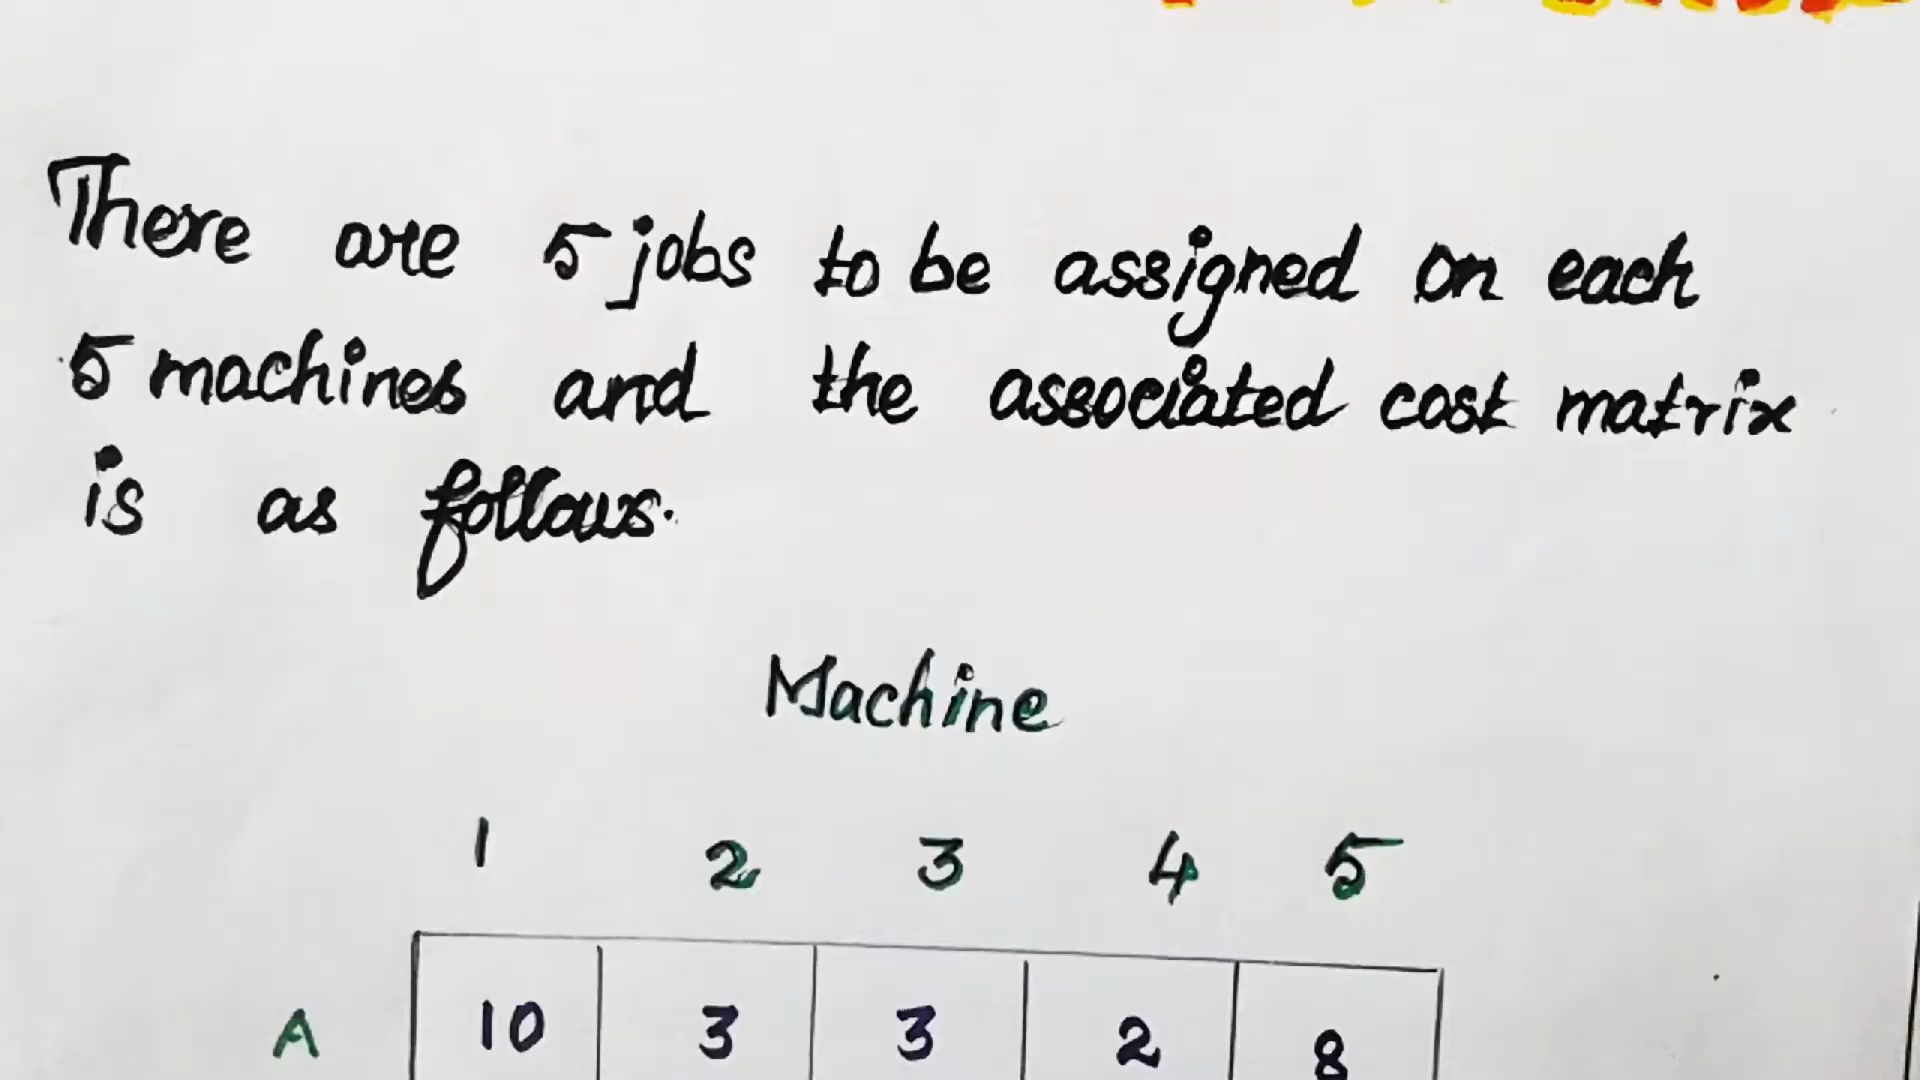 There are 5 jobs to be assigned on each
5 machines and the associated cost matrix
is as follows.
Machine
1 2 3 4 5
A 10 3 3 2 8